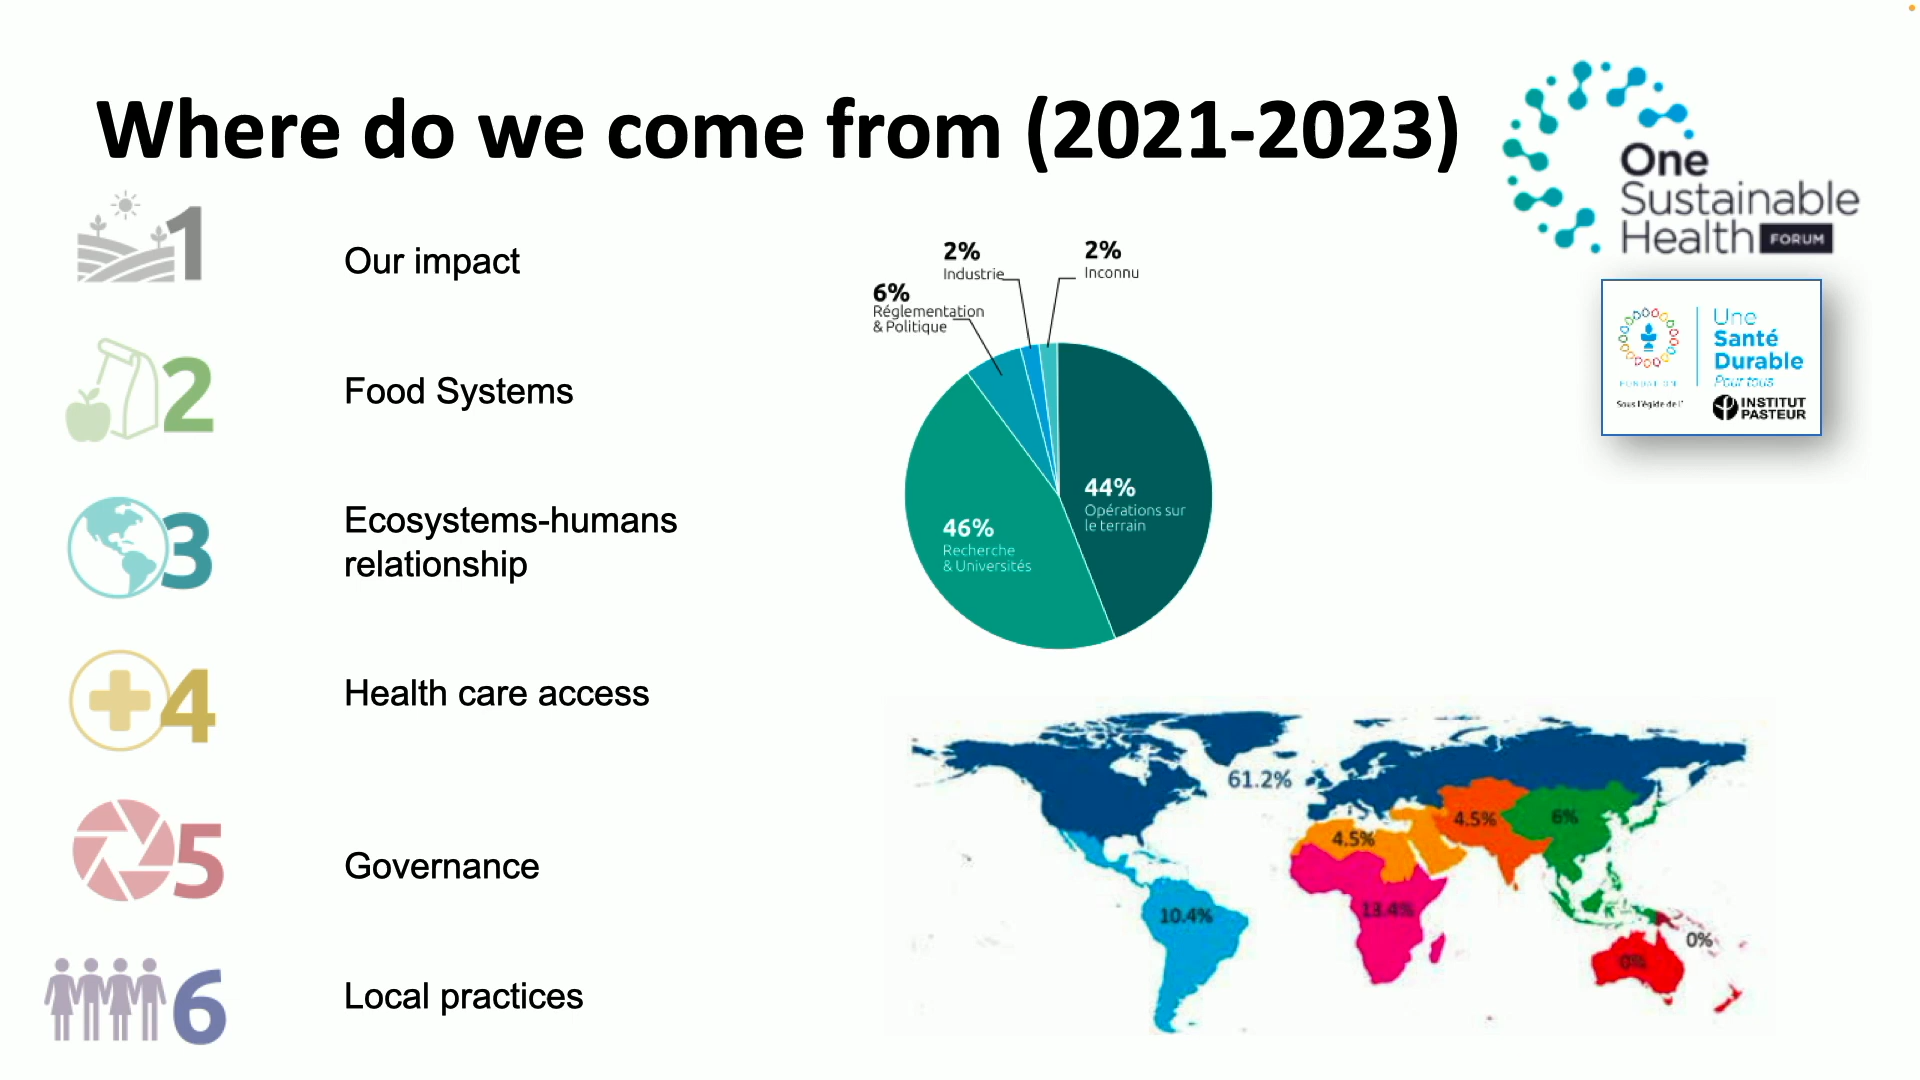 Where do we come from (2021-2023)
One
Sustainable
Health FORUM
Une
Santé
Durable
Pour tous
FONDATION
Sous l'égide de l'
INSTITUT
PASTEUR
1
Our impact
2
Food Systems
3
Ecosystems-humans
relationship
4
Health care access
5
Governance
6
Local practices
2%
Industrie
2%
Inconnu
6%
Réglementation
& Politique
44%
Opérations sur
le terrain
46%
Recherche
& Universités
61.2%
4.5%
4.5%
6%
10.4%
13.4%
0%
0%